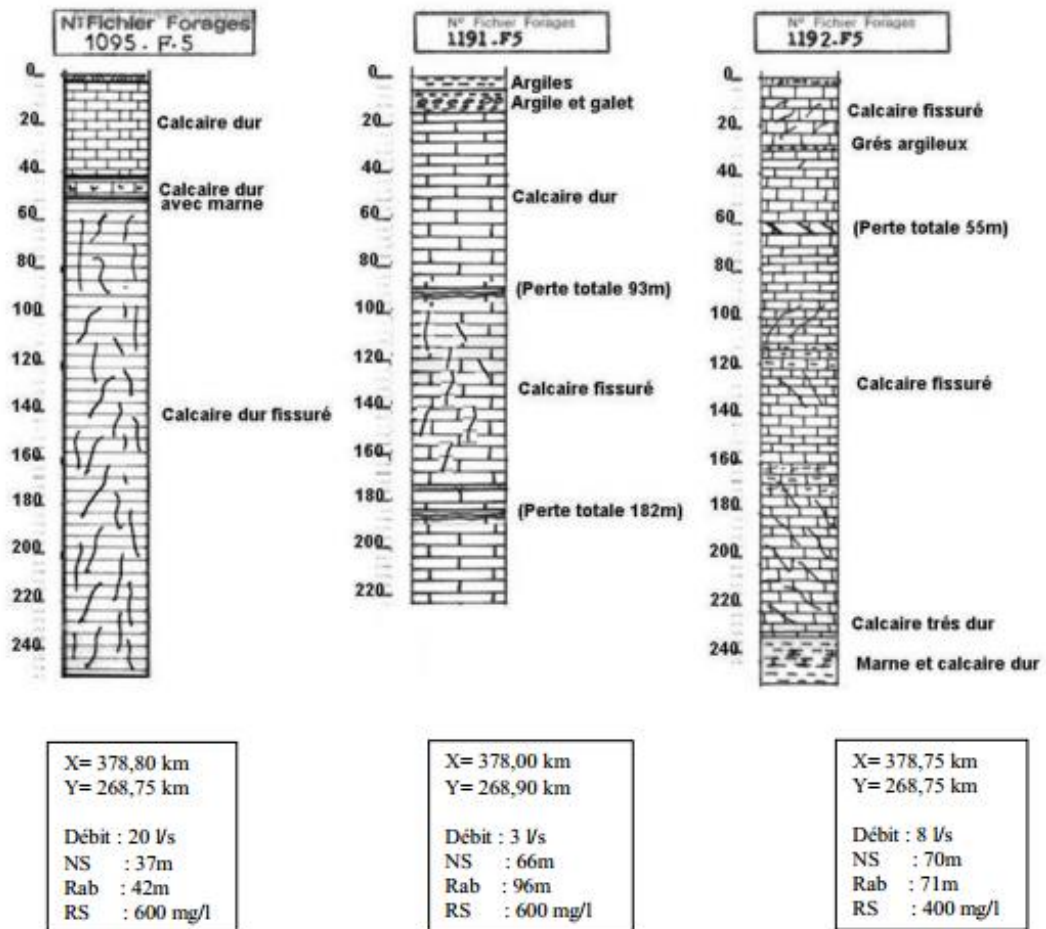 N° Fichier Forages
1095. F. 5
0
20
40
60
80
100
120
140
160
180
200
220
240
Calcaire dur
Calcaire dur
avec marne
Calcaire dur fissuré
X= 378,80 km
Y= 268,75 km
Débit : 20 l/s
NS : 37m
Rab : 42m
RS : 600 mg/l
N° Fichier Forages
1191.F5
0
20
40
60
80
100
120
140
160
180
200
220
Argiles
Argile et galet
Calcaire dur
(Perte totale 93m)
Calcaire fissuré
(Perte totale 182m)
X= 378,00 km
Y= 268,90 km
Débit : 3 l/s
NS : 66m
Rab : 96m
RS : 600 mg/l
N° Fichier Forages
1192.F5
0
20
40
60
80
100
120
140
160
180
200
220
240
Calcaire fissuré
Grés argileux
(Perte totale 55m)
Calcaire fissuré
Calcaire trés dur
Marne et calcaire dur
X= 378,75 km
Y= 268,75 km
Débit : 8 l/s
NS : 70m
Rab : 71m
RS : 400 mg/l